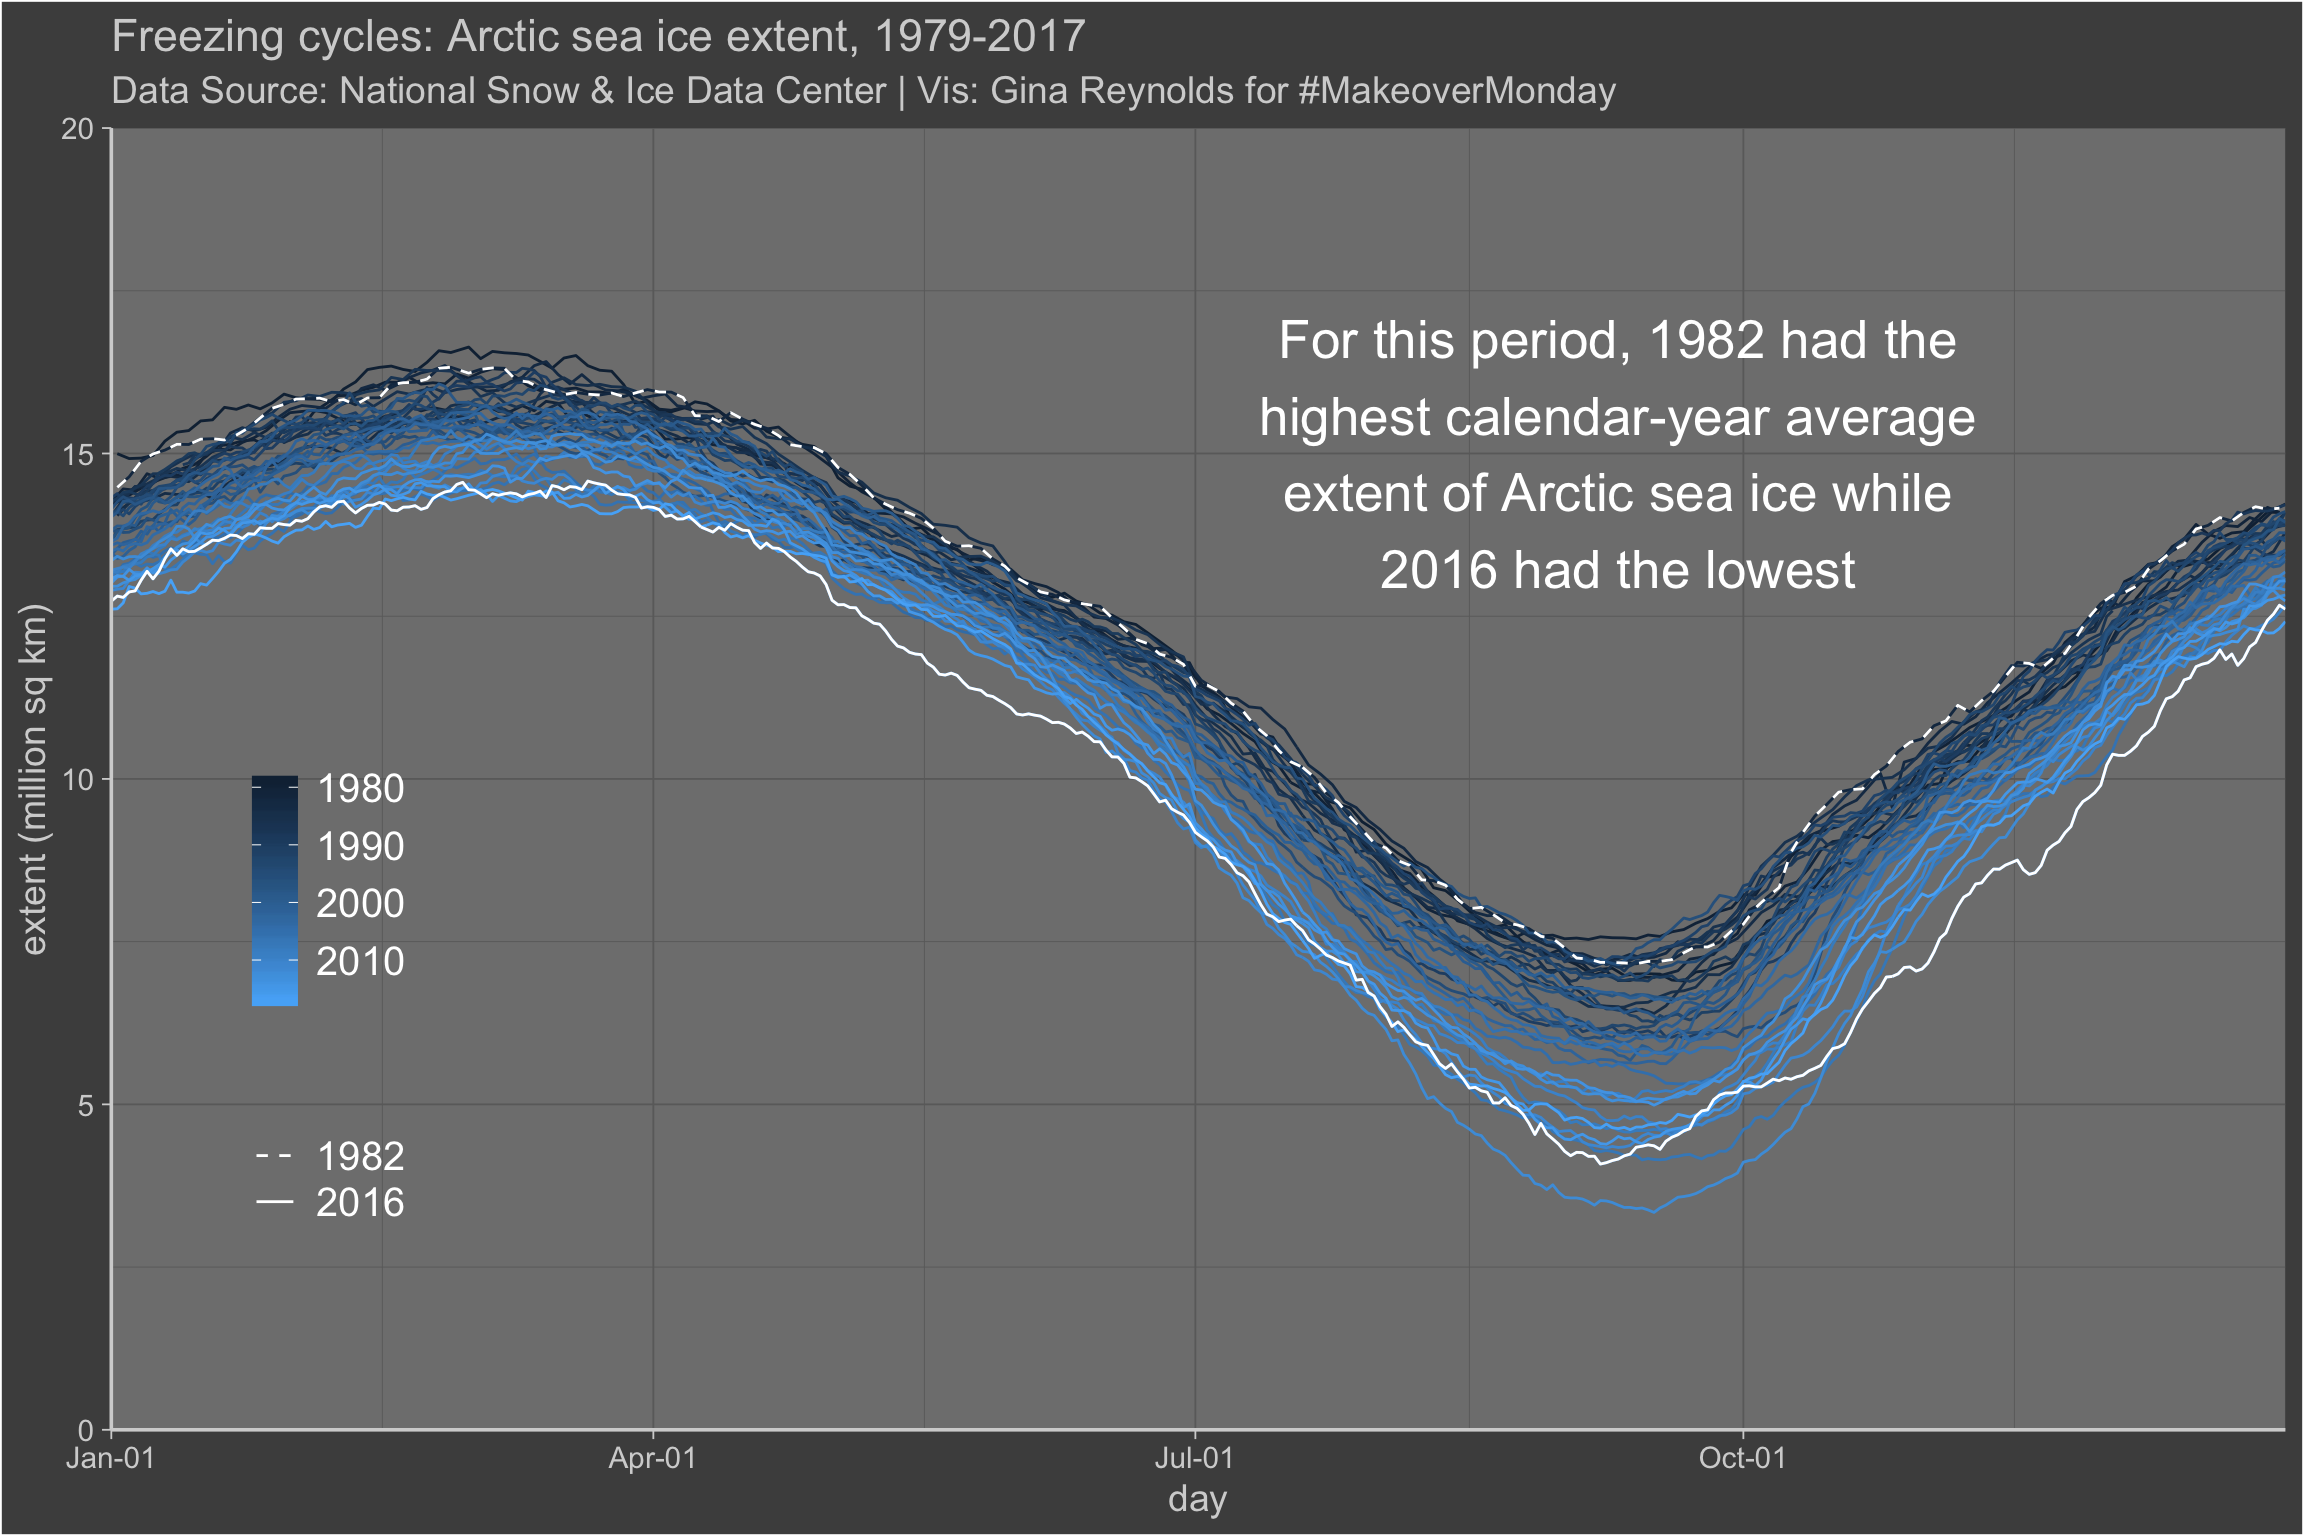 Freezing cycles: Arctic sea ice extent, 1979-2017
Data Source: National Snow & Ice Data Center | Vis: Gina Reynolds for #MakeoverMonday
20
15
10
5
0
extent (million sq km)
For this period, 1982 had the
highest calendar-year average
extent of Arctic sea ice while
2016 had the lowest
1980
1990
2000
2010
1982
2016
Jan-01
Apr-01
Jul-01
Oct-01
day